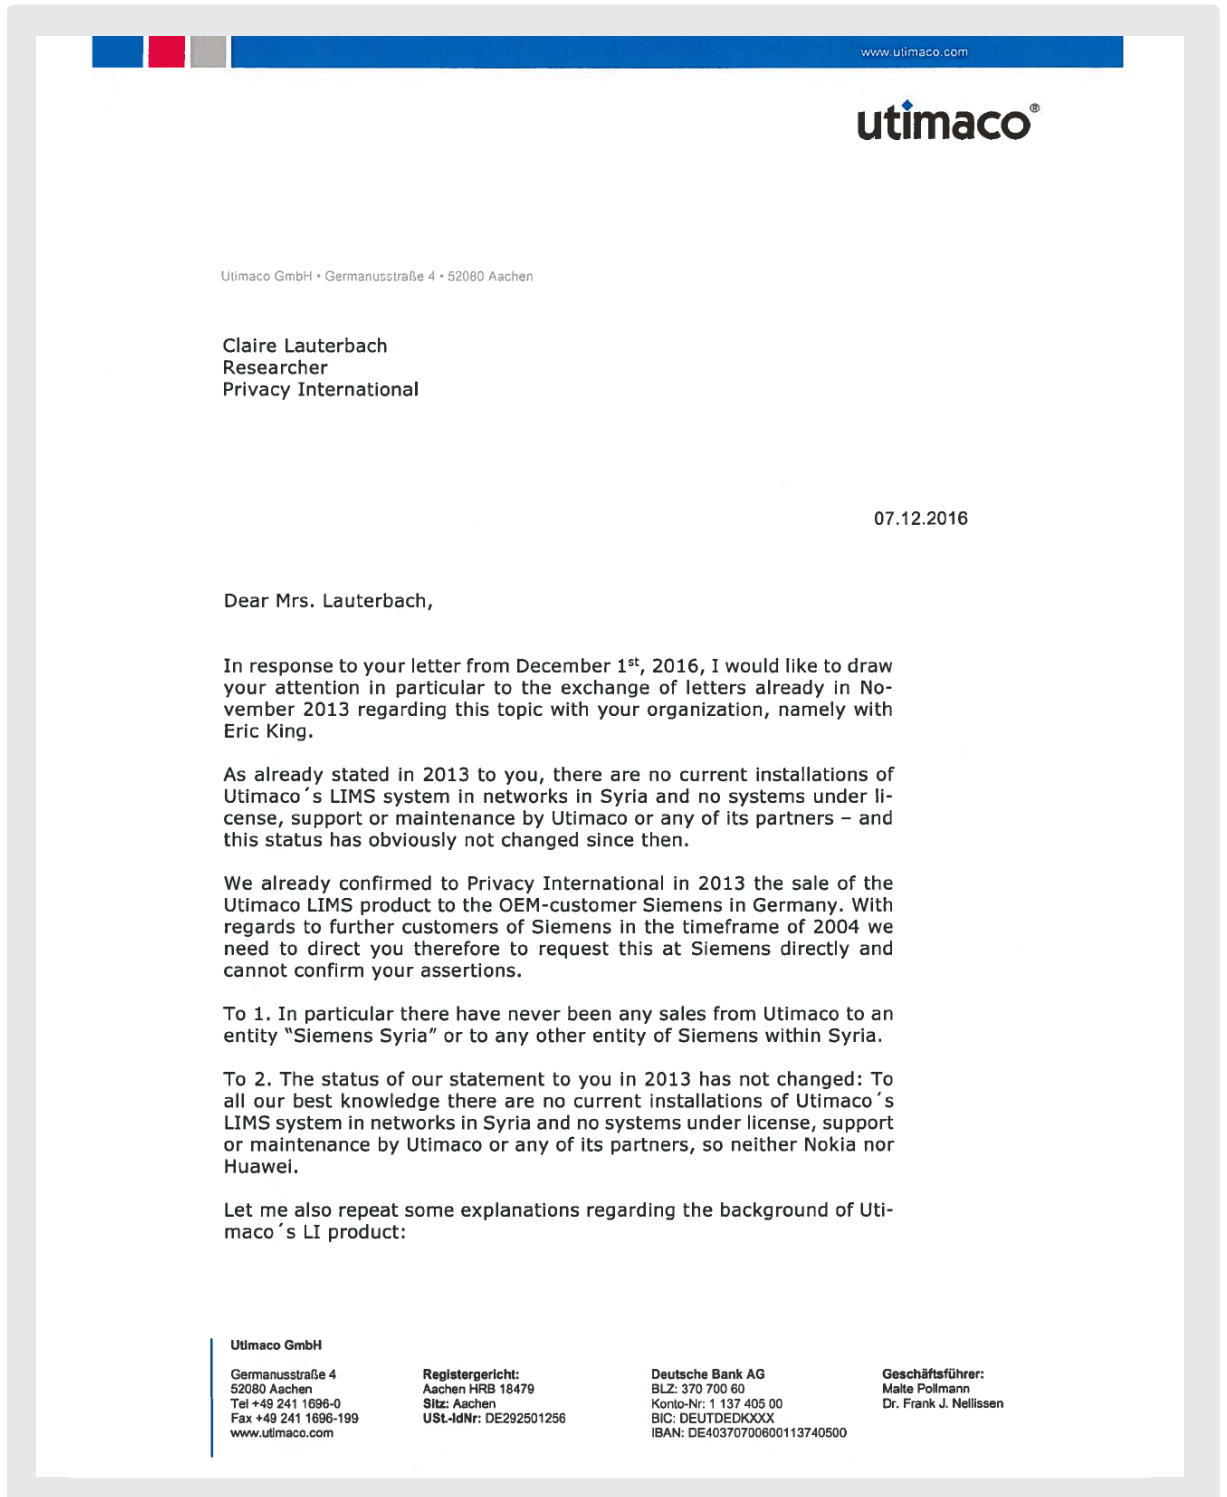 www.utimaco.com
utimaco®
Utimaco GmbH • Germanusstraße 4 • 52080 Aachen
Claire Lauterbach
Researcher
Privacy International
07.12.2016
Dear Mrs. Lauterbach,
In response to your letter from December 1st, 2016, I would like to draw
your attention in particular to the exchange of letters already in No-
vember 2013 regarding this topic with your organization, namely with
Eric King.
As already stated in 2013 to you, there are no current installations of
Utimaco´s LIMS system in networks in Syria and no systems under li-
cense, support or maintenance by Utimaco or any of its partners – and
this status has obviously not changed since then.
We already confirmed to Privacy International in 2013 the sale of the
Utimaco LIMS product to the OEM-customer Siemens in Germany. With
regards to further customers of Siemens in the timeframe of 2004 we
need to direct you therefore to request this at Siemens directly and
cannot confirm your assertions.
To 1. In particular there have never been any sales from Utimaco to an
entity “Siemens Syria” or to any other entity of Siemens within Syria.
To 2. The status of our statement to you in 2013 has not changed: To
all our best knowledge there are no current installations of Utimaco´s
LIMS system in networks in Syria and no systems under license, support
or maintenance by Utimaco or any of its partners, so neither Nokia nor
Huawei.
Let me also repeat some explanations regarding the background of Uti-
maco´s LI product:
Utimaco GmbH
Germanusstraße 4
52080 Aachen
Tel +49 241 1696-0
Fax +49 241 1696-199
www.utimaco.com
Registergericht:
Aachen HRB 18479
Sitz: Aachen
USt.-IdNr: DE292501256
Deutsche Bank AG
BLZ: 370 700 60
Konto-Nr: 1 137 405 00
BIC: DEUTDEDKXXX
IBAN: DE40370700600113740500
Geschäftsführer:
Malte Pollmann
Dr. Frank J. Nellissen